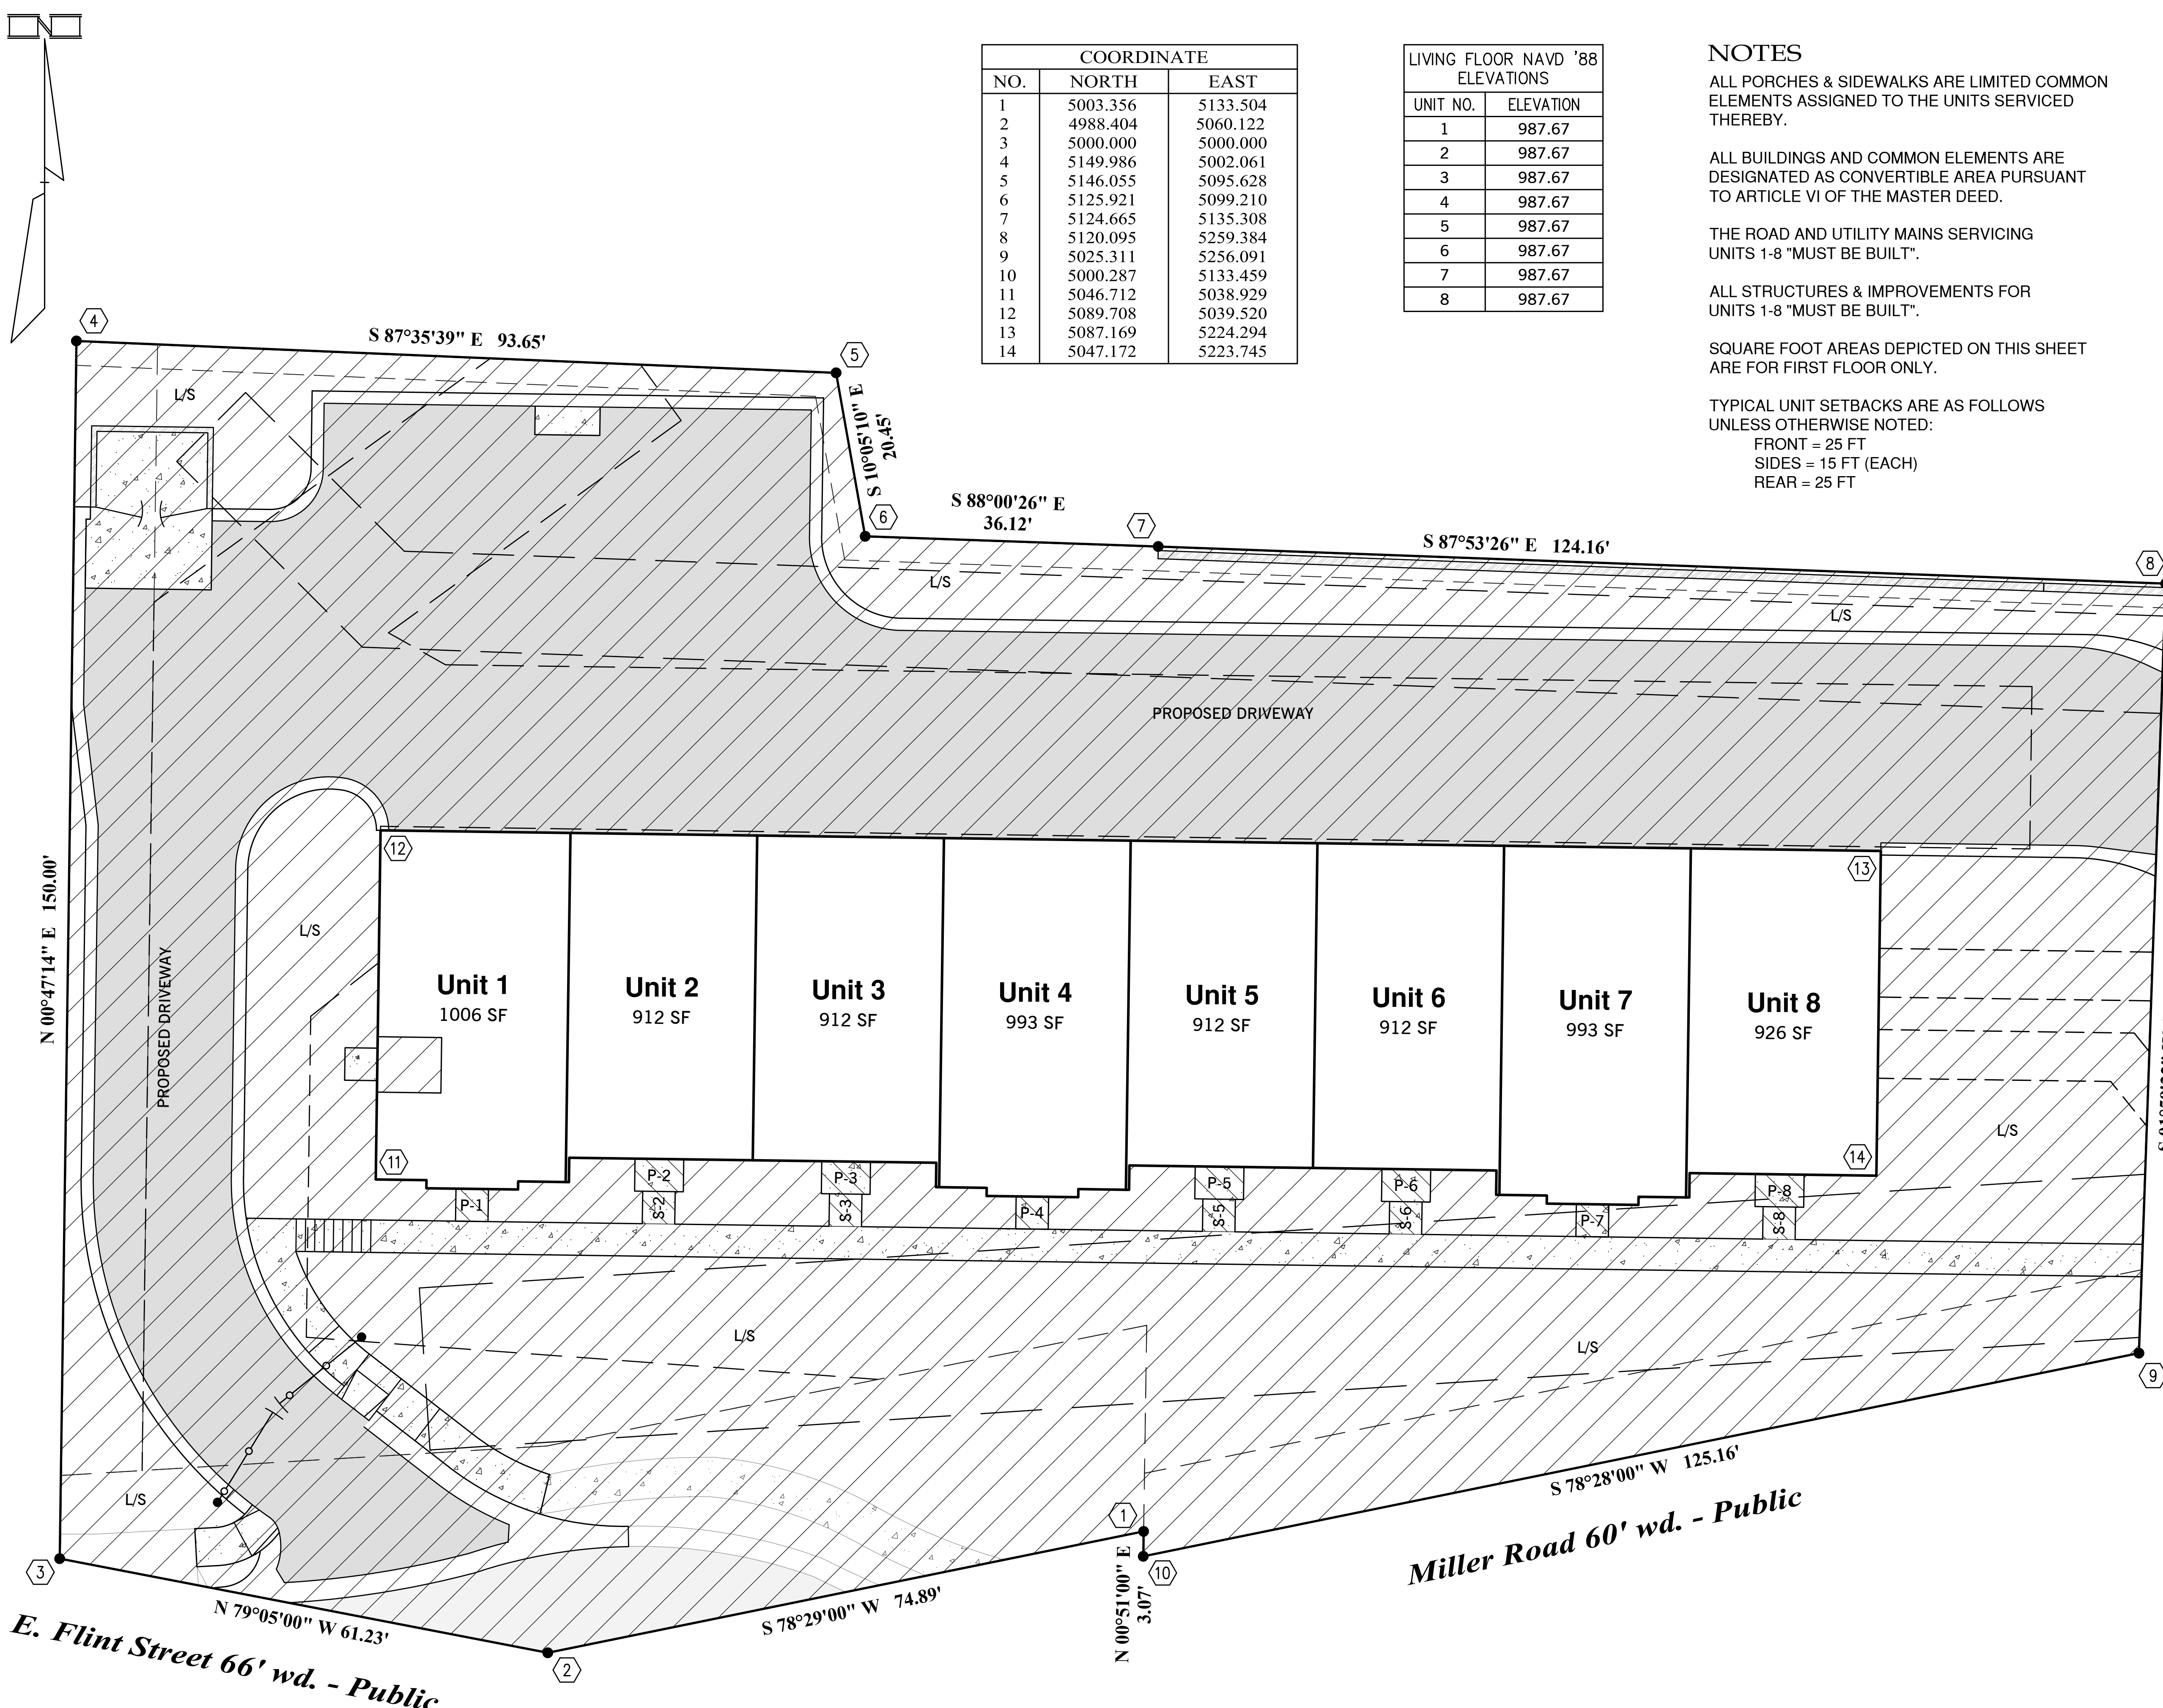 N
COORDINATE
NO. NORTH EAST
1 5003.356 5133.504
2 4988.404 5060.122
3 5000.000 5000.000
4 5149.986 5002.061
5 5146.055 5095.628
6 5125.921 5099.210
7 5124.665 5135.308
8 5120.095 5259.384
9 5025.311 5256.091
10 5000.287 5133.459
11 5046.712 5038.929
12 5089.708 5039.520
13 5087.169 5224.294
14 5047.172 5223.745
LIVING FLOOR NAVD '88
ELEVATIONS
UNIT NO. ELEVATION
1 987.67
2 987.67
3 987.67
4 987.67
5 987.67
6 987.67
7 987.67
8 987.67
NOTES
ALL PORCHES & SIDEWALKS ARE LIMITED COMMON
ELEMENTS ASSIGNED TO THE UNITS SERVICED
THEREBY.
ALL BUILDINGS AND COMMON ELEMENTS ARE
DESIGNATED AS CONVERTIBLE AREA PURSUANT
TO ARTICLE VI OF THE MASTER DEED.
THE ROAD AND UTILITY MAINS SERVICING
UNITS 1-8 "MUST BE BUILT".
ALL STRUCTURES & IMPROVEMENTS FOR
UNITS 1-8 "MUST BE BUILT".
SQUARE FOOT AREAS DEPICTED ON THIS SHEET
ARE FOR FIRST FLOOR ONLY.
TYPICAL UNIT SETBACKS ARE AS FOLLOWS
UNLESS OTHERWISE NOTED:
FRONT = 25 FT
SIDES = 15 FT (EACH)
REAR = 25 FT
4
S 87°35'39" E 93.65'
5
L/S
S 10°05'10" E
20.45'
6
S 88°00'26" E
36.12'
7
S 87°53'26" E 124.16'
8
L/S
L/S
PROPOSED DRIVEWAY
12
13
N 00°47'14" E 150.00'
PROPOSED DRIVEWAY
L/S
Unit 1
1006 SF
Unit 2
912 SF
Unit 3
912 SF
Unit 4
993 SF
Unit 5
912 SF
Unit 6
912 SF
Unit 7
993 SF
Unit 8
926 SF
L/S
11
14
P-1
P-2
S-2
P-3
S-3
P-4
P-5
S-5
P-6
S-6
P-7
P-8
S-8
L/S
L/S
L/S
9
S 78°28'00" W 125.16'
Miller Road 60' wd. - Public
1
10
N 00°51'00" E
3.07'
S 78°29'00" W 74.89'
3
N 79°05'00" W 61.23'
2
E. Flint Street 66' wd. - Public